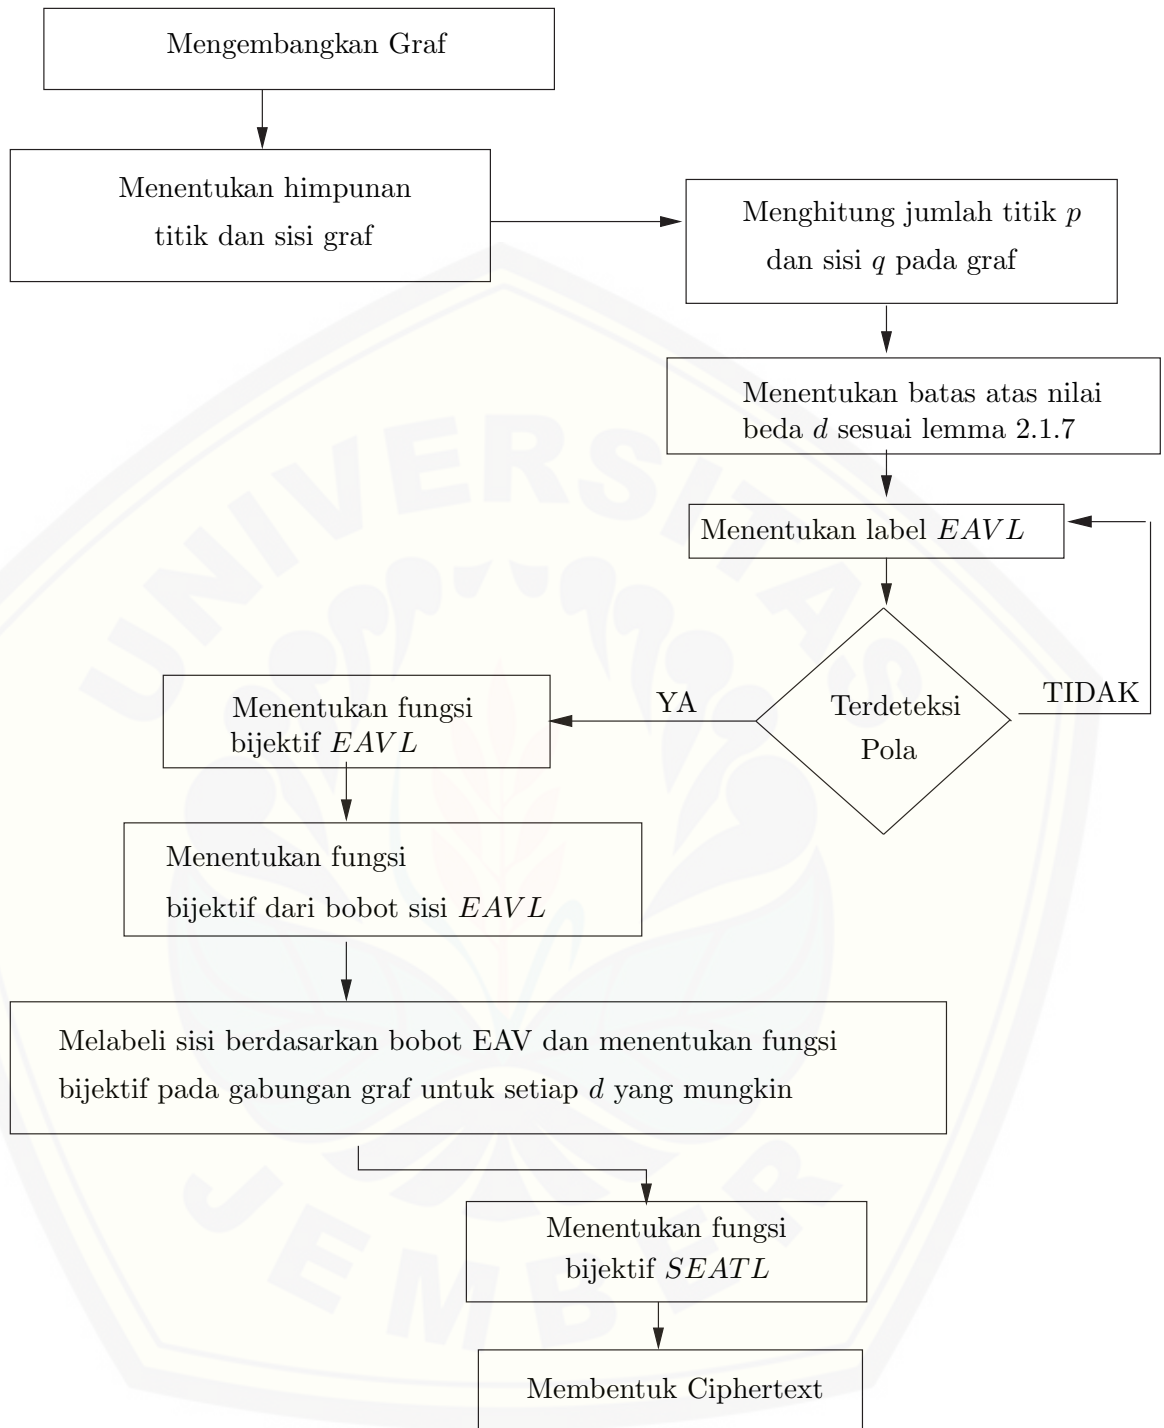 Mengembangkan Graf
Menentukan himpunan
titik dan sisi graf
Menghitung jumlah titik p
dan sisi q pada graf
Menentukan batas atas nilai
beda d sesuai lemma 2.1.7
Menentukan label EAVL
Terdeteksi
Pola
TIDAK
YA
Menentukan fungsi
bijektif EAVL
Menentukan fungsi
bijektif dari bobot sisi EAVL
Melabeli sisi berdasarkan bobot EAV dan menentukan fungsi
bijektif pada gabungan graf untuk setiap d yang mungkin
Menentukan fungsi
bijektif SEATL
Membentuk Ciphertext
UNIVERSITAS
JEMBER